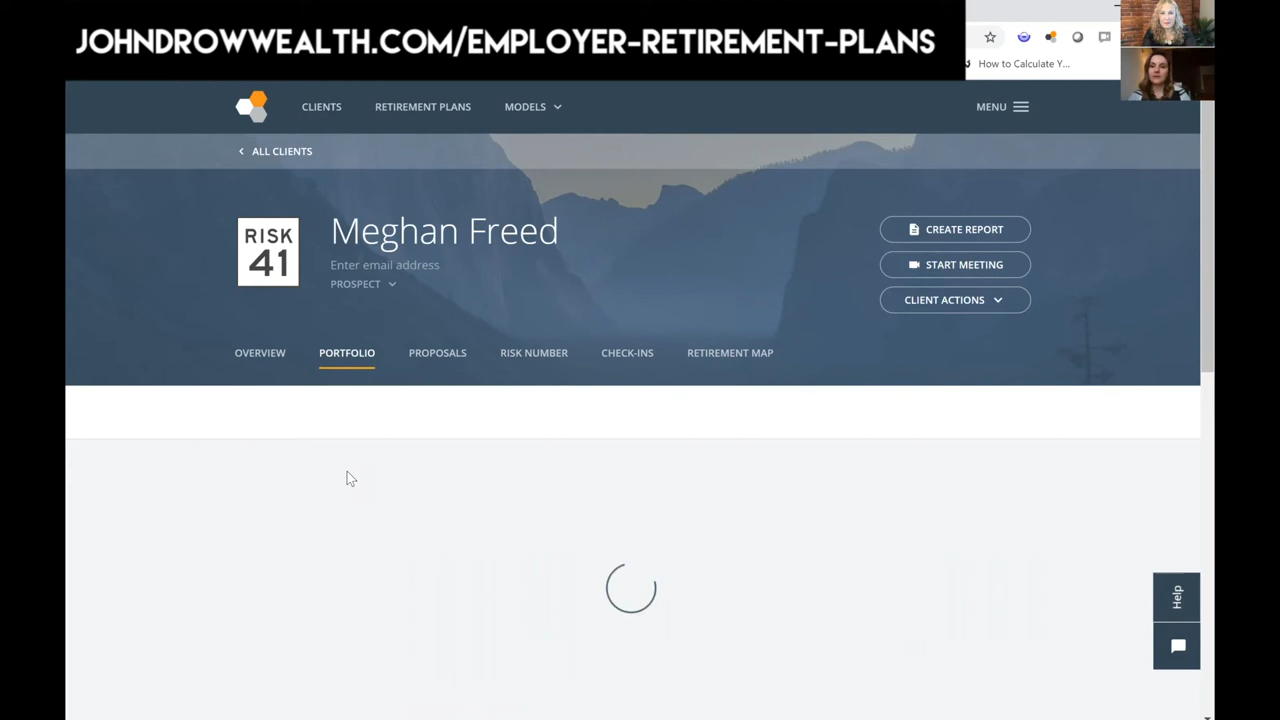 JOHNDROWWEALTH.COM/EMPLOYER-RETIREMENT-PLANS
How to Calculate Y...
CLIENTS
RETIREMENT PLANS
MODELS
MENU
ALL CLIENTS
RISK
41
Meghan Freed
Enter email address
PROSPECT
CREATE REPORT
START MEETING
CLIENT ACTIONS
OVERVIEW
PORTFOLIO
PROPOSALS
RISK NUMBER
CHECK-INS
RETIREMENT MAP
Help